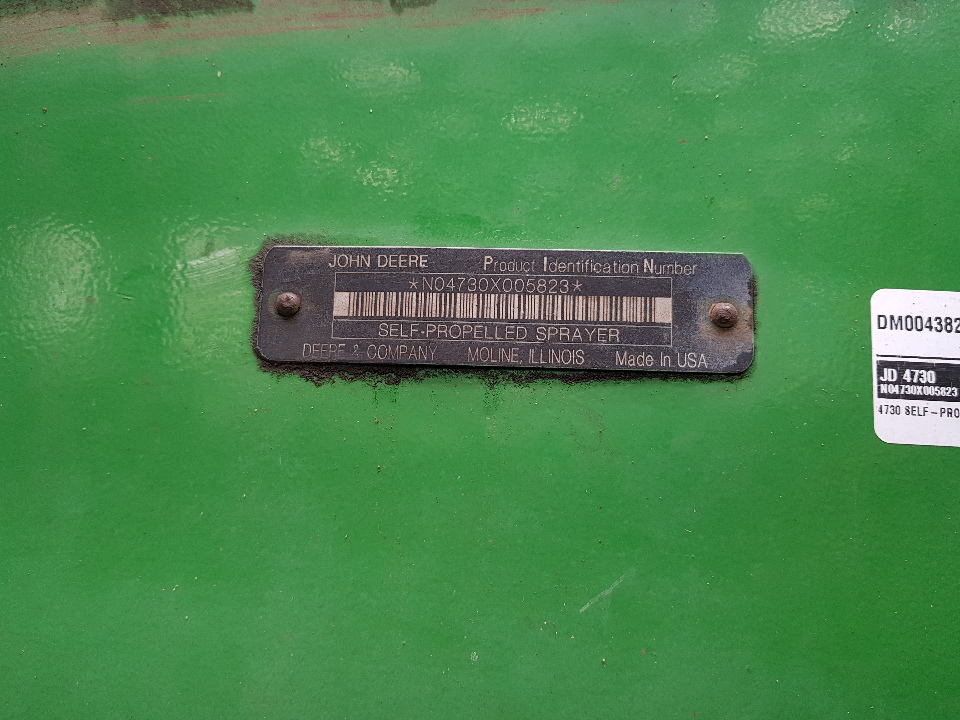 JOHN DEERE Product Identification Number
*N04730X005823*
SELF-PROPELLED SPRAYER
DEERE & COMPANY MOLINE, ILLINOIS Made In USA
DM004382
JD 4730
N04730X005823
4730 SELF-PRO